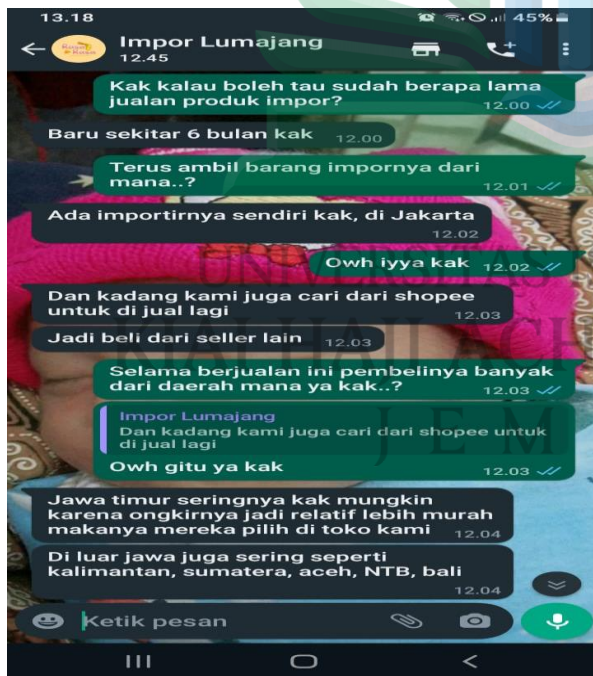 13.18
45%
Impor Lumajang
12.45
Kak kalau boleh tau sudah berapa lama
jualan produk impor?
12.00
Baru sekitar 6 bulan kak 12.00
Terus ambil barang impornya dari
mana..?
12.01
Ada importirnya sendiri kak, di Jakarta
12.02
Owh iyya kak 12.02
Dan kadang kami juga cari dari shopee
untuk di jual lagi
12.03
Jadi beli dari seller lain 12.03
Selama berjualan ini pembelinya banyak
dari daerah mana ya kak..?
12.03
Impor Lumajang
Dan kadang kami juga cari dari shopee untuk
di jual lagi
Owh gitu ya kak
12.03
Jawa timur seringnya kak mungkin
karena ongkirnya jadi relatif lebih murah
makanya mereka pilih di toko kami 12.04
Di luar jawa juga sering seperti
kalimantan, sumatera, aceh, NTB, bali
12.04
Ketik pesan
UNIVERSITAS
KIAI HAJI ACH
J E M